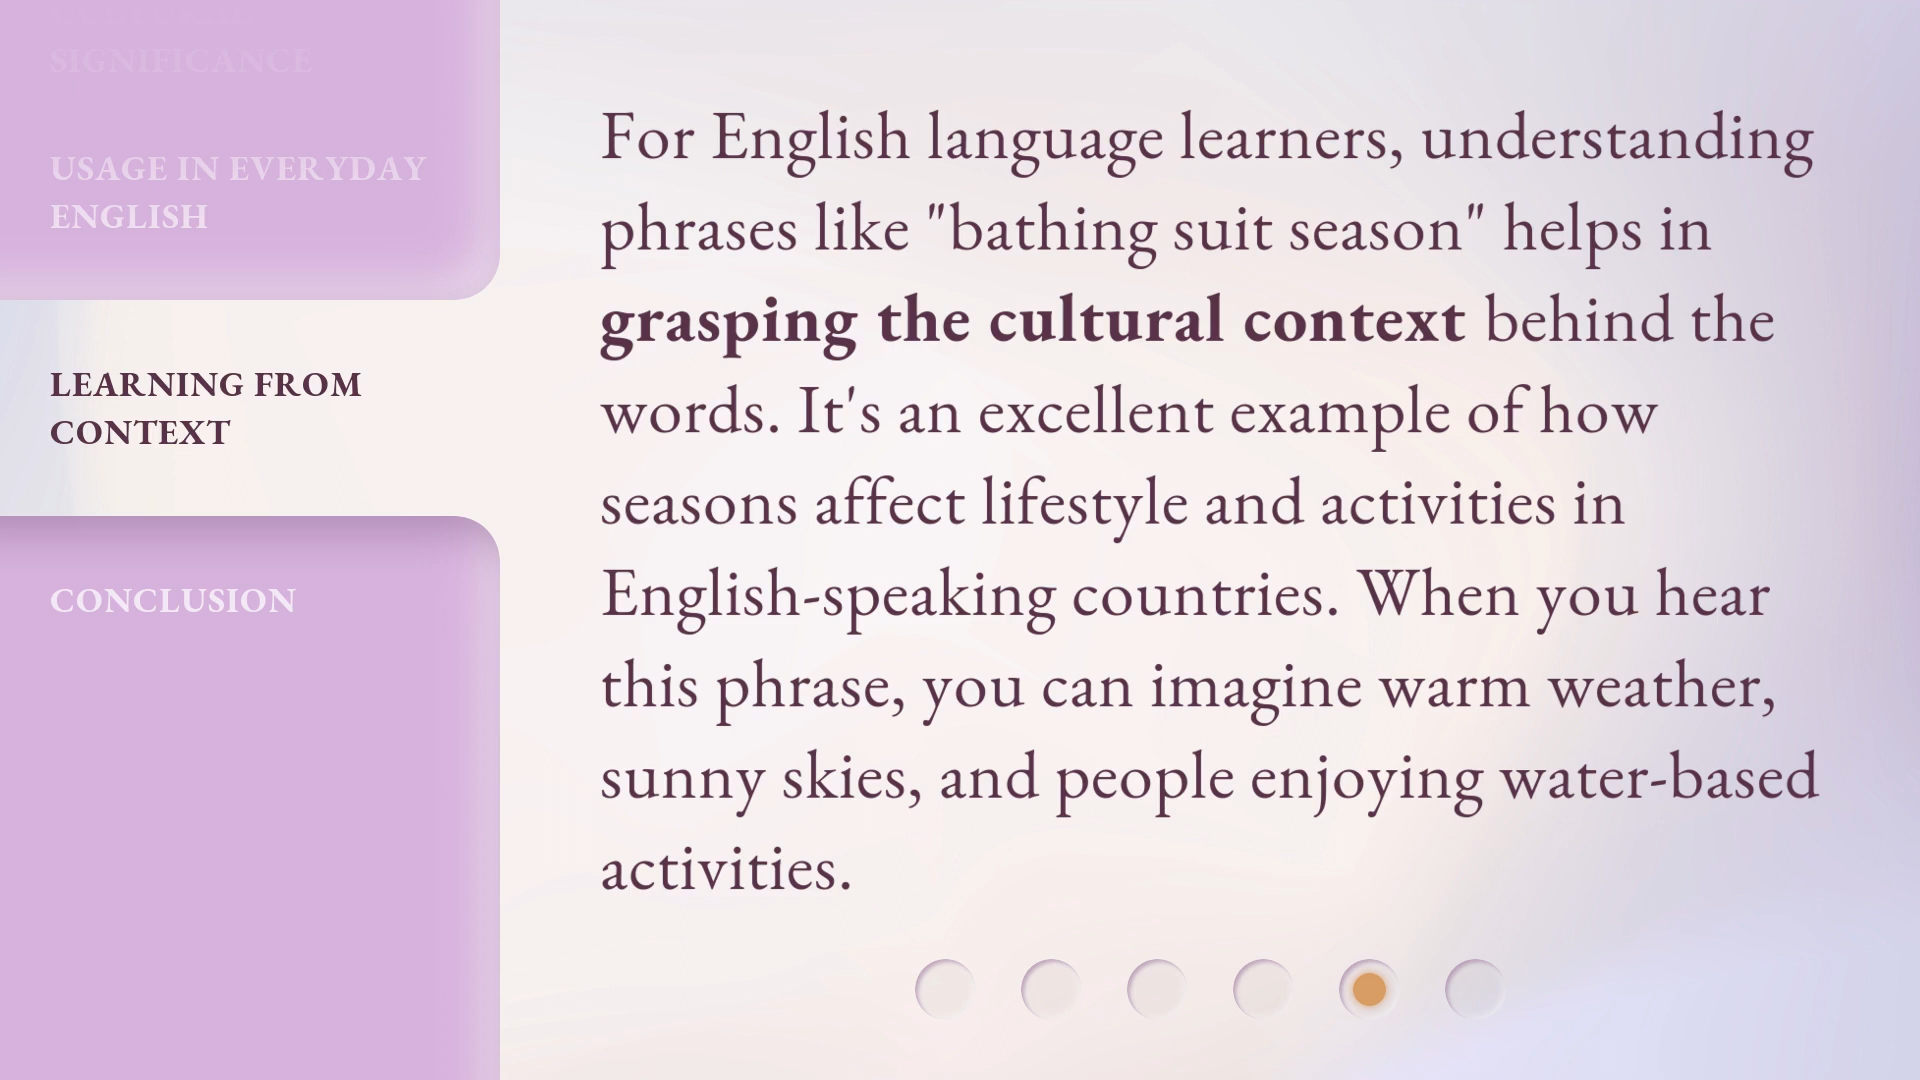 SIGNIFICANCE
USAGE IN EVERYDAY
ENGLISH
LEARNING FROM
CONTEXT
CONCLUSION
For English language learners, understanding
phrases like "bathing suit season" helps in
grasping the cultural context behind the
words. It's an excellent example of how
seasons affect lifestyle and activities in
English-speaking countries. When you hear
this phrase, you can imagine warm weather,
sunny skies, and people enjoying water-based
activities.